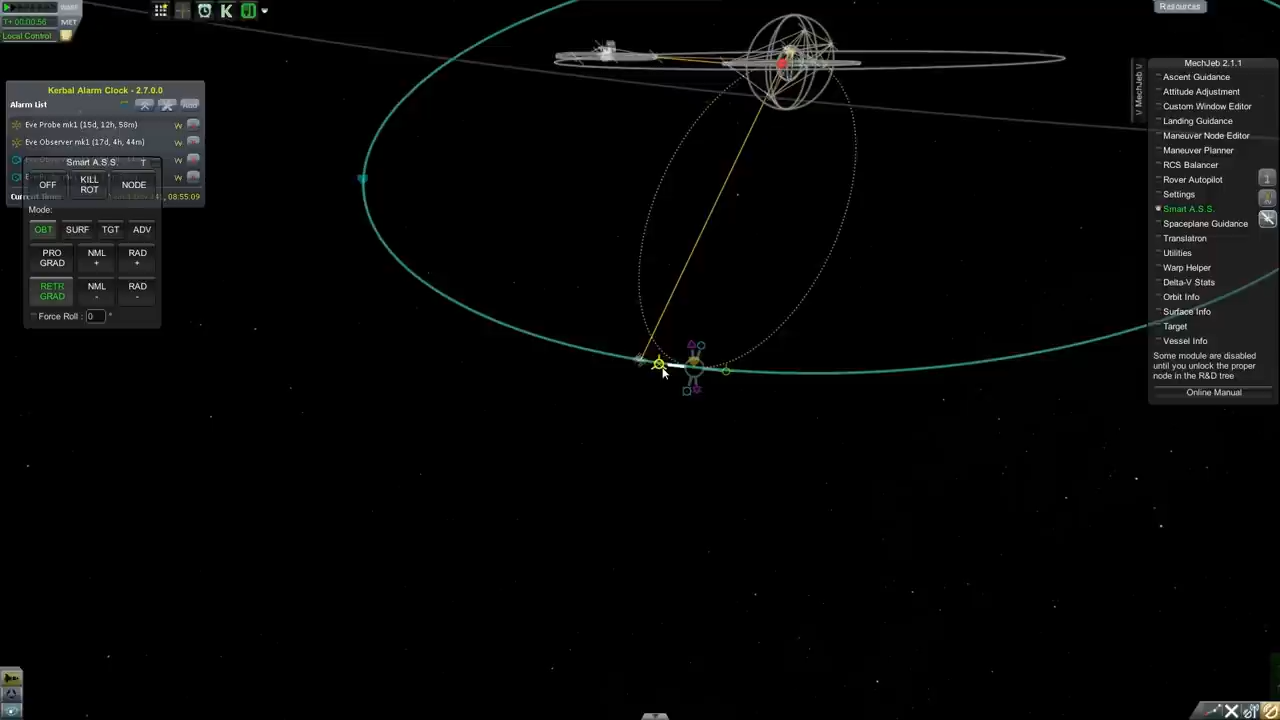 WARP
T+ 00:00:56
MET
Local Control
K
Resources
Kerbal Alarm Clock - 2.7.0.0
Alarm List
Add
Eve Probe mk1 (15d, 12h, 58m)
W
Eve Observer mk1 (17d, 4h, 44m)
W
W
W
08:55:09
Smart A.S.S.
T
OFF
KILL ROT
NODE
Mode:
OBT
SURF
TGT
ADV
PRO GRAD
NML +
RAD +
RETR GRAD
NML -
RAD -
Force Roll :
0
°
V MechJeb V
MechJeb 2.1.1
Ascent Guidance
Attitude Adjustment
Custom Window Editor
Landing Guidance
Maneuver Node Editor
Maneuver Planner
RCS Balancer
Rover Autopilot
Settings
Smart A.S.S.
Spaceplane Guidance
Translatron
Utilities
Warp Helper
Delta-V Stats
Orbit Info
Surface Info
Target
Vessel Info
Some module are disabled
until you unlock the proper
node in the R&D tree
Online Manual
1
2